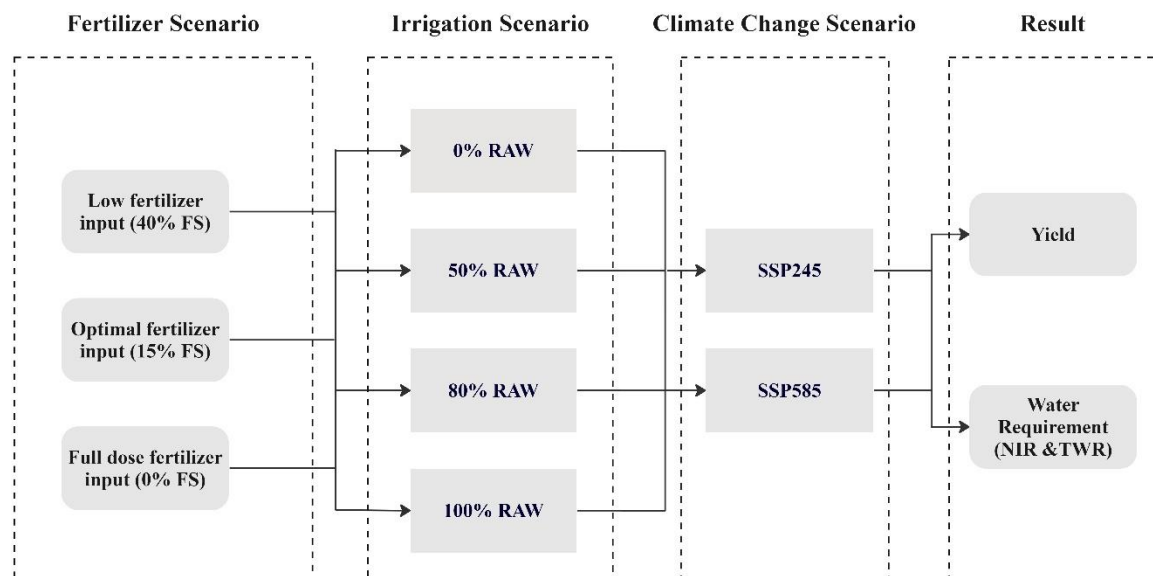 Fertilizer Scenario
Irrigation Scenario
Climate Change Scenario
Result
Low fertilizer
input (40% FS)
Optimal fertilizer
input (15% FS)
Full dose fertilizer
input (0% FS)
0% RAW
50% RAW
80% RAW
100% RAW
SSP245
SSP585
Yield
Water
Requirement
(NIR &TWR)